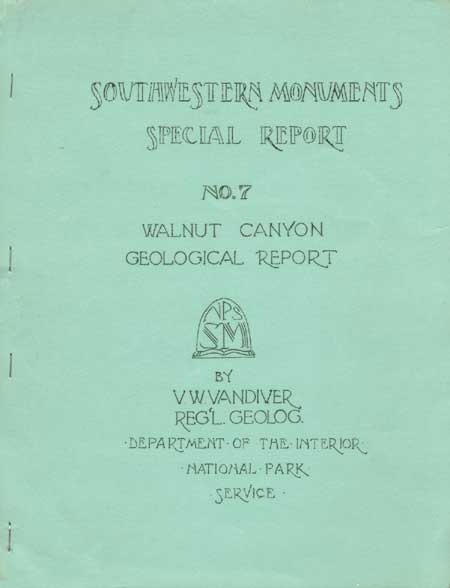 SOUTHWESTERN MONUMENTS
SPECIAL REPORT
NO. 7
WALNUT CANYON
GEOLOGICAL REPORT
NPS
SM
BY
V. W. VANDIVER
REG'L. GEOLOG.
· DEPARTMENT · OF · THE · INTERIOR ·
· NATIONAL · PARK ·
· SERVICE ·